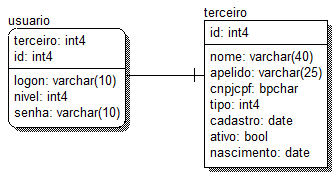 usuario
terceiro: int4
id: int4
logon: varchar(10)
nivel: int4
senha: varchar(10)
terceiro
id: int4
nome: varchar(40)
apelido: varchar(25)
cnpjcpf: bpchar
tipo: int4
cadastro: date
ativo: bool
nascimento: date